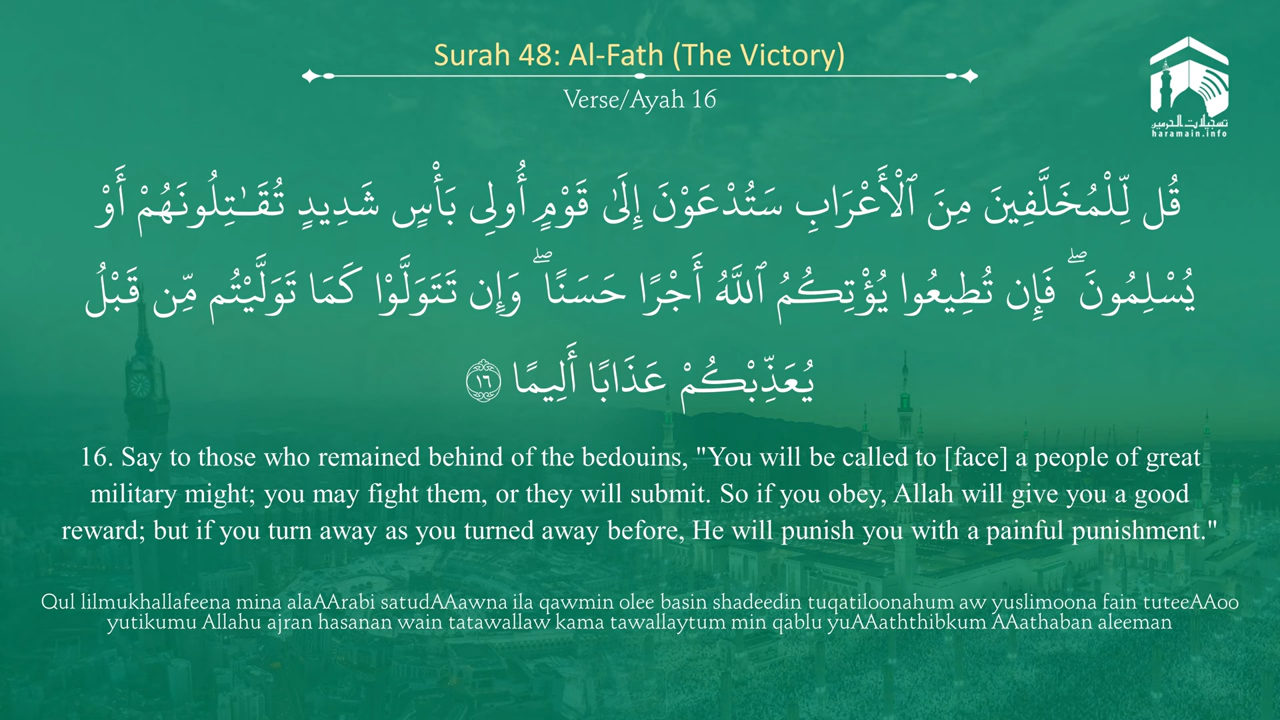 Surah 48: Al-Fath (The Victory)
Verse/Ayah 16
تسجيلات الحرمين
haramain.info
قُل لِّلْمُخَلَّفِينَ مِنَ ٱلْأَعْرَابِ سَتُدْعَوْنَ إِلَىٰ قَوْمٍ أُو۟لِى بَأْسٍ شَدِيدٍ تُقَـٰتِلُونَهُمْ أَوْ
يُسْلِمُونَ ۖ فَإِن تُطِيعُوا يُؤْتِكُمُ ٱللَّهُ أَجْرًا حَسَنًا ۖ وَإِن تَتَوَلَّوْا كَمَا تَوَلَّيْتُم مِّن قَبْلُ
يُعَذِّبْكُمْ عَذَابًا أَلِيمًا ١٦
16. Say to those who remained behind of the bedouins, "You will be called to [face] a people of great
military might; you may fight them, or they will submit. So if you obey, Allah will give you a good
reward; but if you turn away as you turned away before, He will punish you with a painful punishment."
Qul lilmukhallafeena mina alaAArabi satudAAawna ila qawmin olee basin shadeedin tuqatiloonahum aw yuslimoona fain tuteeAAoo
yutikumu Allahu ajran hasanan wain tatawallaw kama tawallaytum min qablu yuAAaththibkum AAathaban aleeman